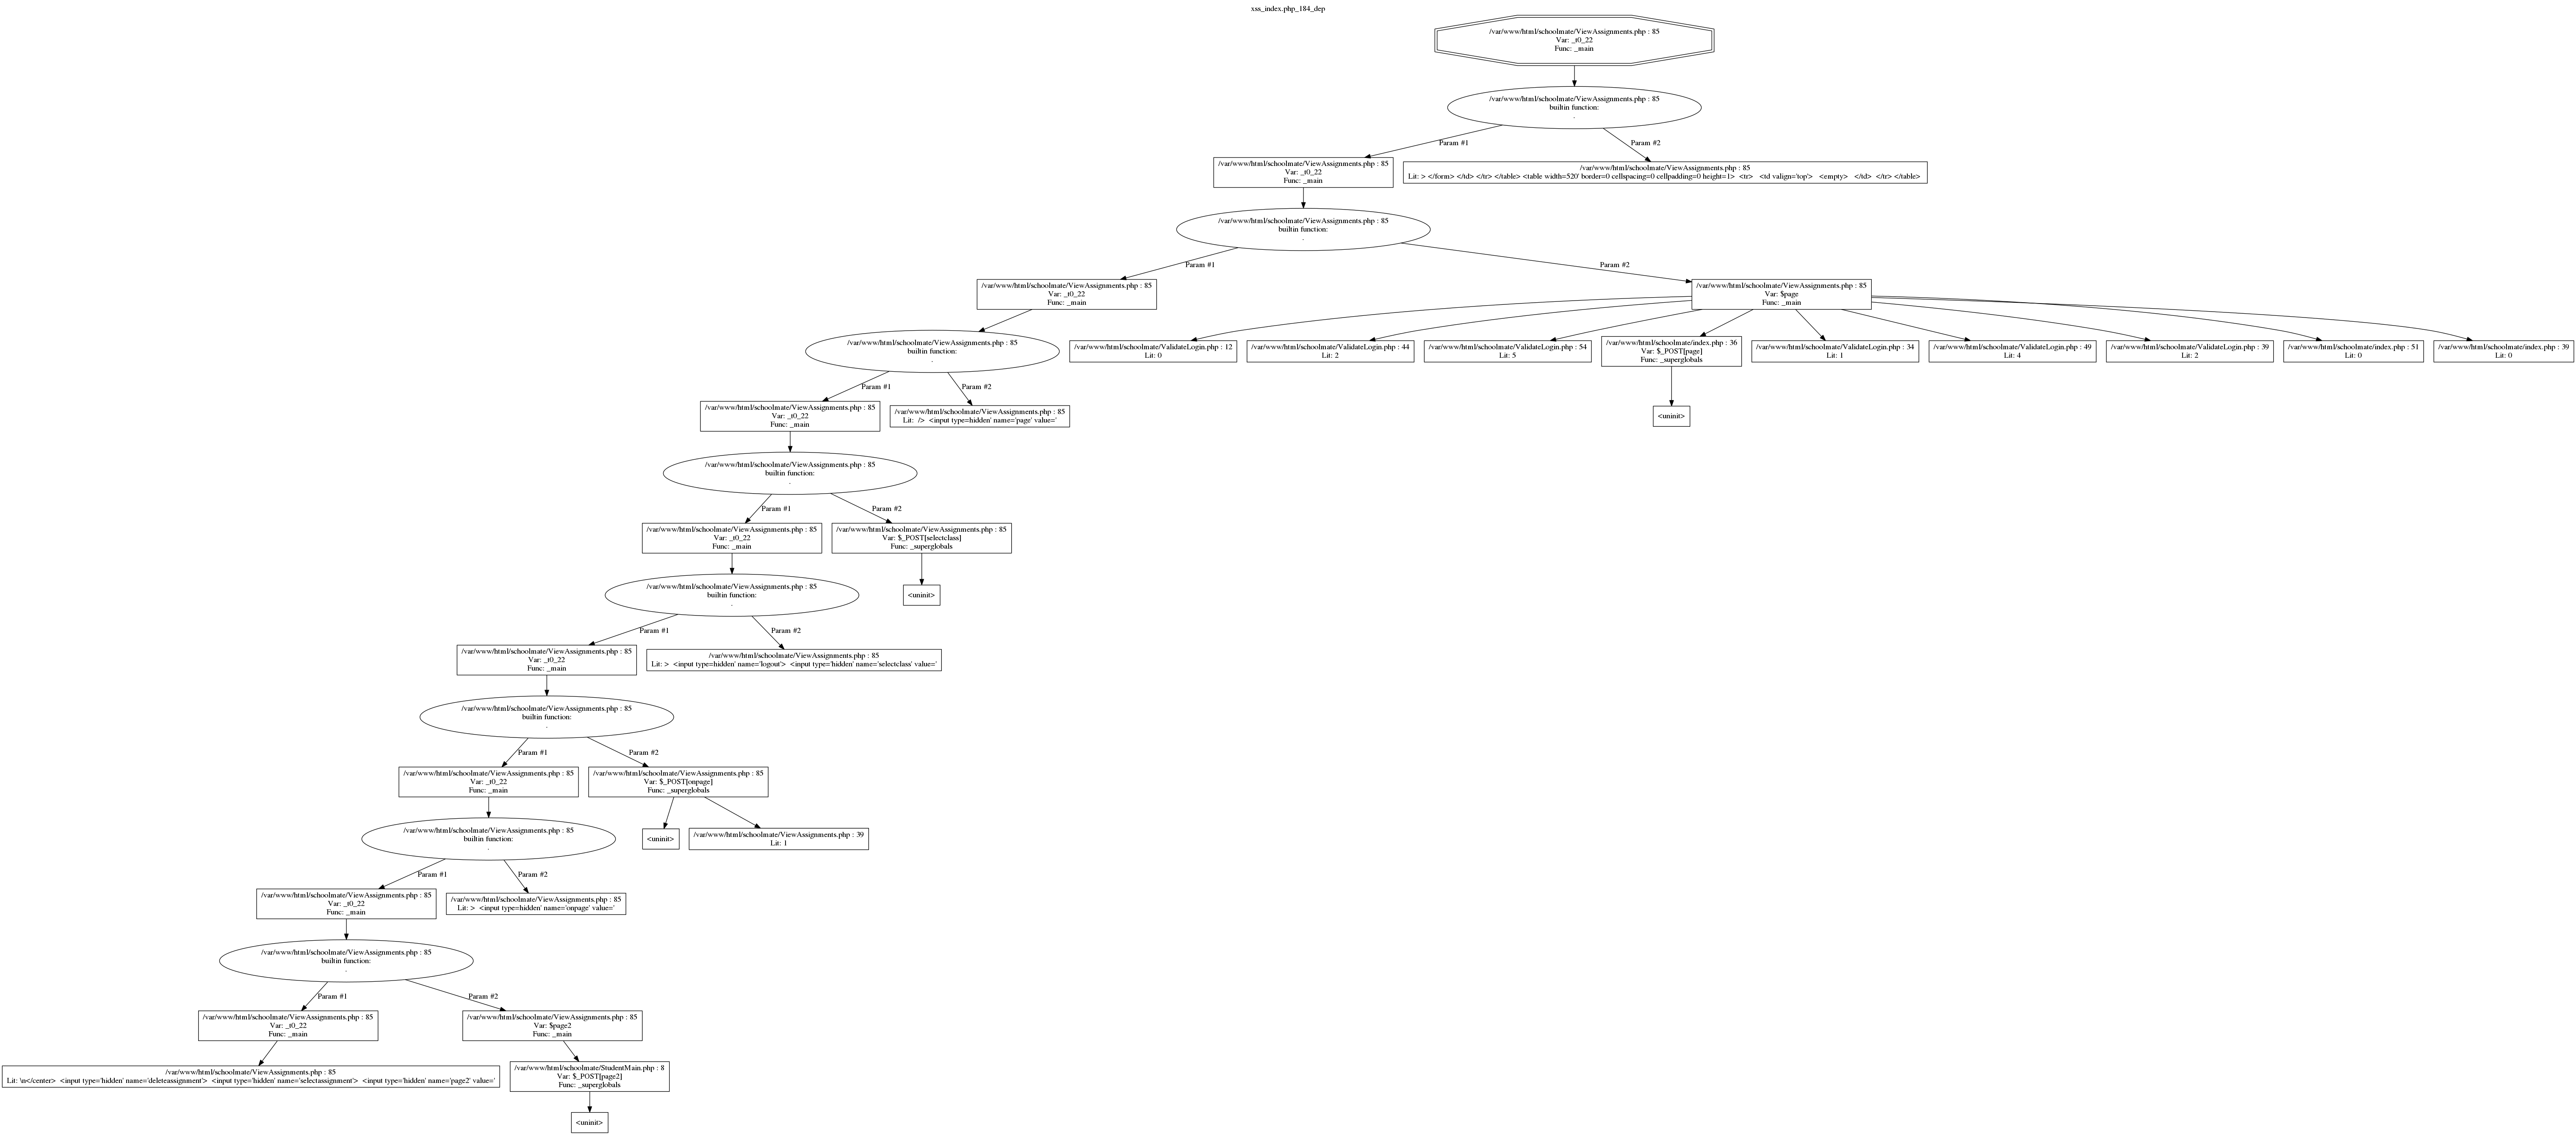 xss_index.php_184_dep
/var/www/html/schoolmate/ViewAssignments.php : 85
Var: _t0_22
Func: _main
/var/www/html/schoolmate/ViewAssignments.php : 85
builtin function:
.
Param #1
Param #2
/var/www/html/schoolmate/ViewAssignments.php : 85
Var: _t0_22
Func: _main
/var/www/html/schoolmate/ViewAssignments.php : 85
Lit: > </form> </td> </tr> </table> <table width=520' border=0 cellspacing=0 cellpadding=0 height=1> <tr> <td valign='top'> <empty> </td> </tr> </table>
/var/www/html/schoolmate/ViewAssignments.php : 85
builtin function:
.
Param #1
Param #2
/var/www/html/schoolmate/ViewAssignments.php : 85
Var: _t0_22
Func: _main
/var/www/html/schoolmate/ViewAssignments.php : 85
Var: $page
Func: _main
/var/www/html/schoolmate/ViewAssignments.php : 85
builtin function:
.
/var/www/html/schoolmate/ValidateLogin.php : 12
Lit: 0
/var/www/html/schoolmate/ValidateLogin.php : 44
Lit: 2
/var/www/html/schoolmate/ValidateLogin.php : 54
Lit: 5
/var/www/html/schoolmate/index.php : 36
Var: $_POST[page]
Func: _superglobals
/var/www/html/schoolmate/ValidateLogin.php : 34
Lit: 1
/var/www/html/schoolmate/ValidateLogin.php : 49
Lit: 4
/var/www/html/schoolmate/ValidateLogin.php : 39
Lit: 2
/var/www/html/schoolmate/index.php : 51
Lit: 0
/var/www/html/schoolmate/index.php : 39
Lit: 0
Param #1
Param #2
/var/www/html/schoolmate/ViewAssignments.php : 85
Var: _t0_22
Func: _main
/var/www/html/schoolmate/ViewAssignments.php : 85
Lit: /> <input type=hidden' name='page' value='
<uninit>
/var/www/html/schoolmate/ViewAssignments.php : 85
builtin function:
.
Param #1
Param #2
/var/www/html/schoolmate/ViewAssignments.php : 85
Var: _t0_22
Func: _main
/var/www/html/schoolmate/ViewAssignments.php : 85
Var: $_POST[selectclass]
Func: _superglobals
/var/www/html/schoolmate/ViewAssignments.php : 85
builtin function:
.
<uninit>
Param #1
Param #2
/var/www/html/schoolmate/ViewAssignments.php : 85
Var: _t0_22
Func: _main
/var/www/html/schoolmate/ViewAssignments.php : 85
Lit: > <input type=hidden' name='logout'> <input type='hidden' name='selectclass' value='
/var/www/html/schoolmate/ViewAssignments.php : 85
builtin function:
.
Param #1
Param #2
/var/www/html/schoolmate/ViewAssignments.php : 85
Var: _t0_22
Func: _main
/var/www/html/schoolmate/ViewAssignments.php : 85
Var: $_POST[onpage]
Func: _superglobals
/var/www/html/schoolmate/ViewAssignments.php : 85
builtin function:
.
<uninit>
/var/www/html/schoolmate/ViewAssignments.php : 39
Lit: 1
Param #1
Param #2
/var/www/html/schoolmate/ViewAssignments.php : 85
Var: _t0_22
Func: _main
/var/www/html/schoolmate/ViewAssignments.php : 85
Lit: > <input type=hidden' name='onpage' value='
/var/www/html/schoolmate/ViewAssignments.php : 85
builtin function:
.
Param #1
Param #2
/var/www/html/schoolmate/ViewAssignments.php : 85
Var: _t0_22
Func: _main
/var/www/html/schoolmate/ViewAssignments.php : 85
Var: $page2
Func: _main
/var/www/html/schoolmate/ViewAssignments.php : 85
Lit: \n</center> <input type='hidden' name='deleteassignment'> <input type='hidden' name='selectassignment'> <input type='hidden' name='page2' value='
/var/www/html/schoolmate/StudentMain.php : 8
Var: $_POST[page2]
Func: _superglobals
<uninit>